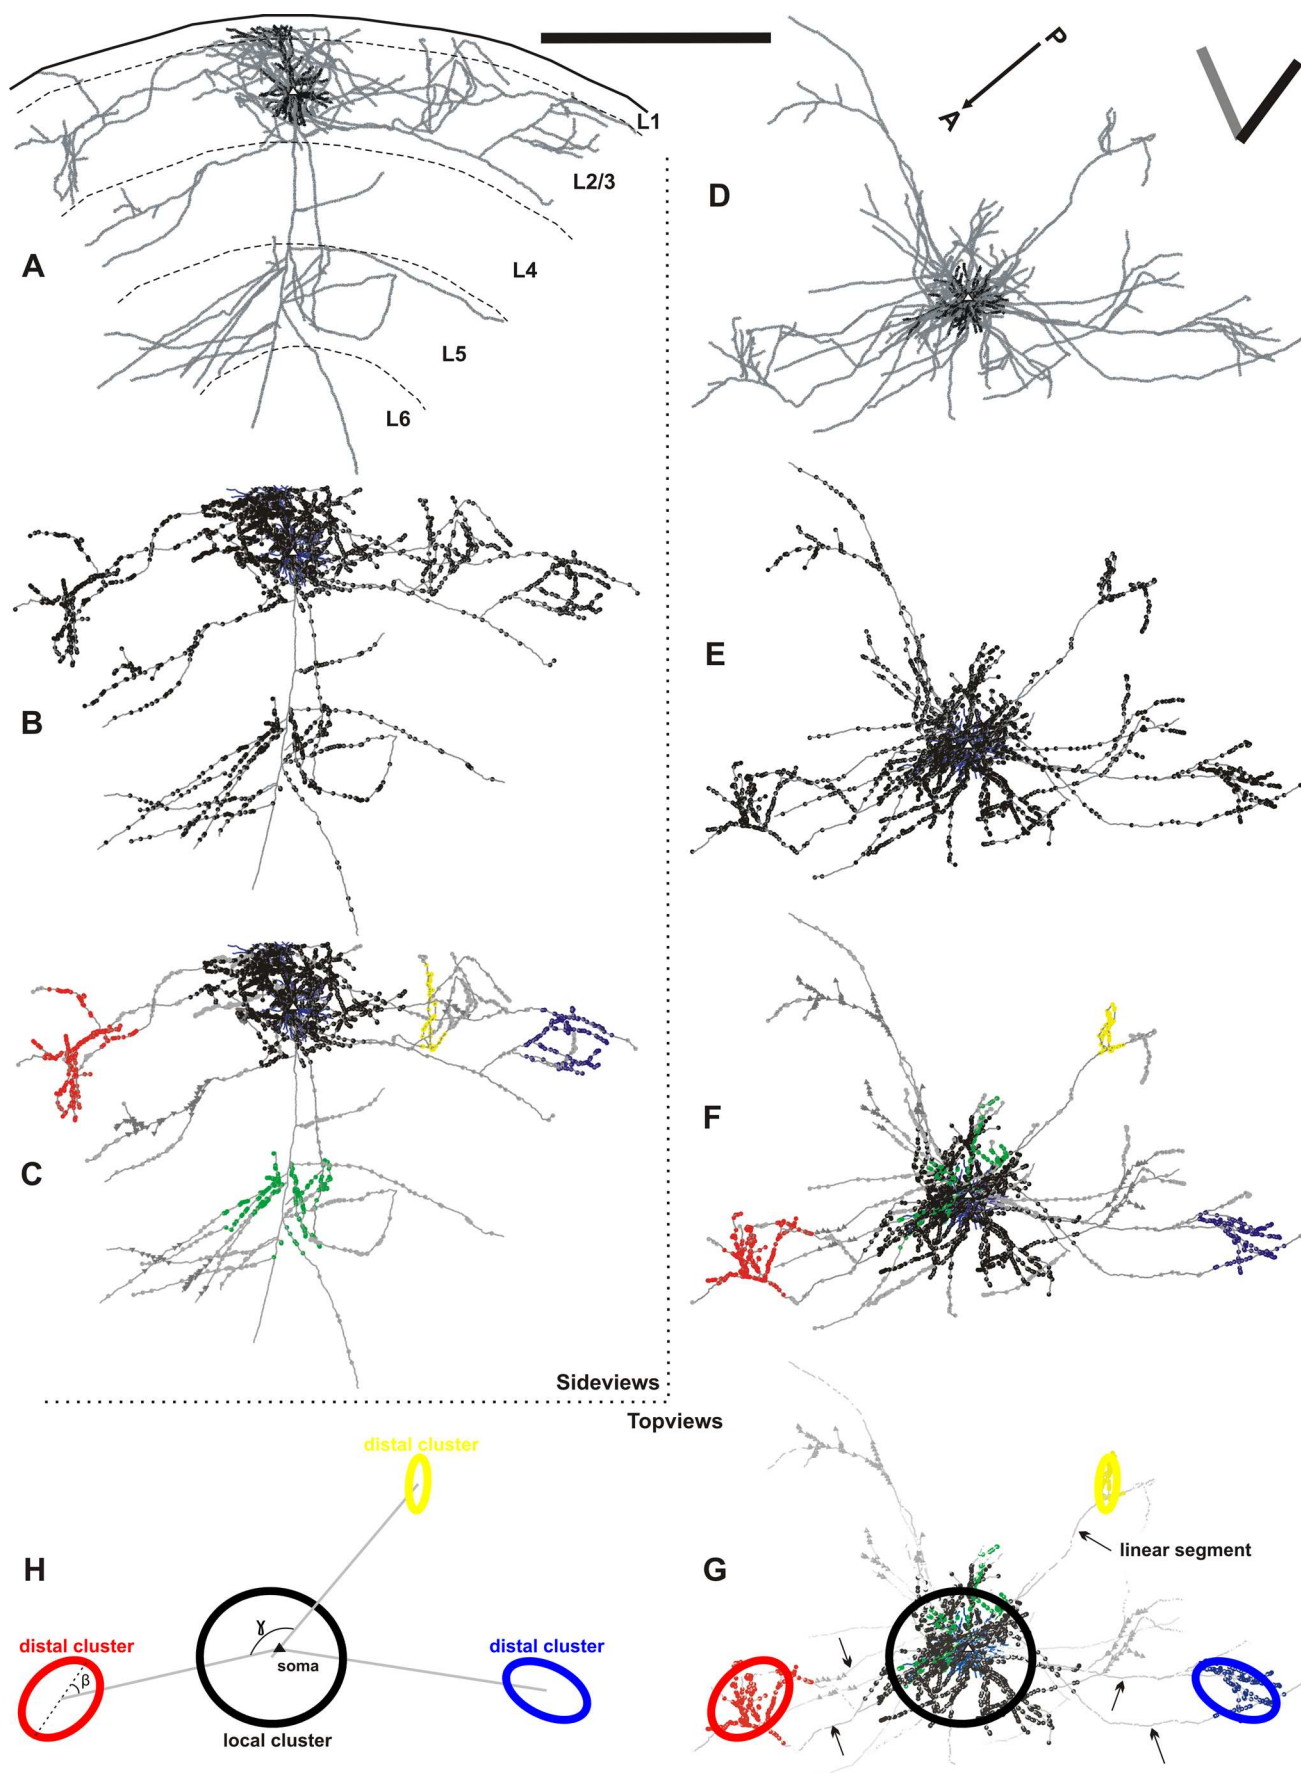 P
A
L1
L2/3
L4
L5
L6
A
D
B
E
C
F
Sideviews
Topviews
distal cluster
H
γ
distal cluster
β
soma
distal cluster
local cluster
G
linear segment